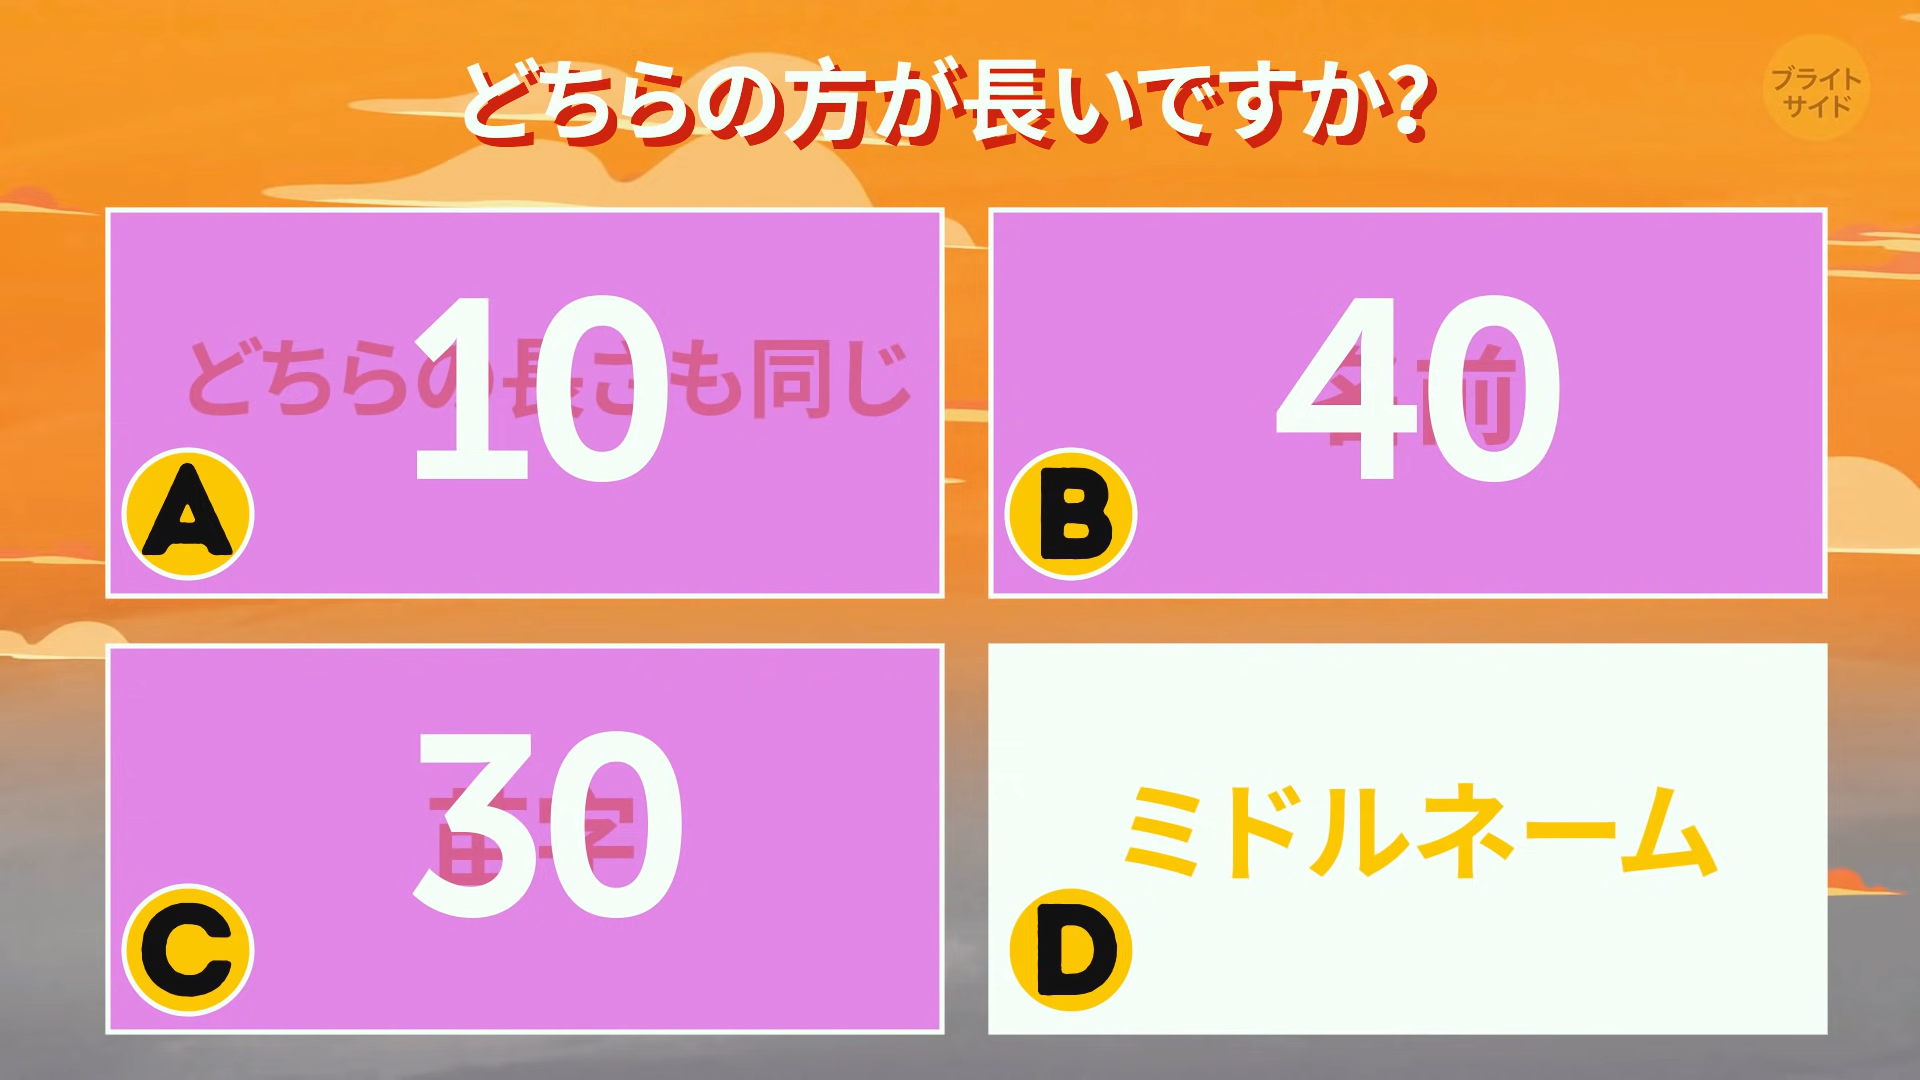 どちらの方が長いですか?
ブライト
サイド
どちらの長さも同じ
10
A
名前
40
B
苗字
30
C
ミドルネーム
D